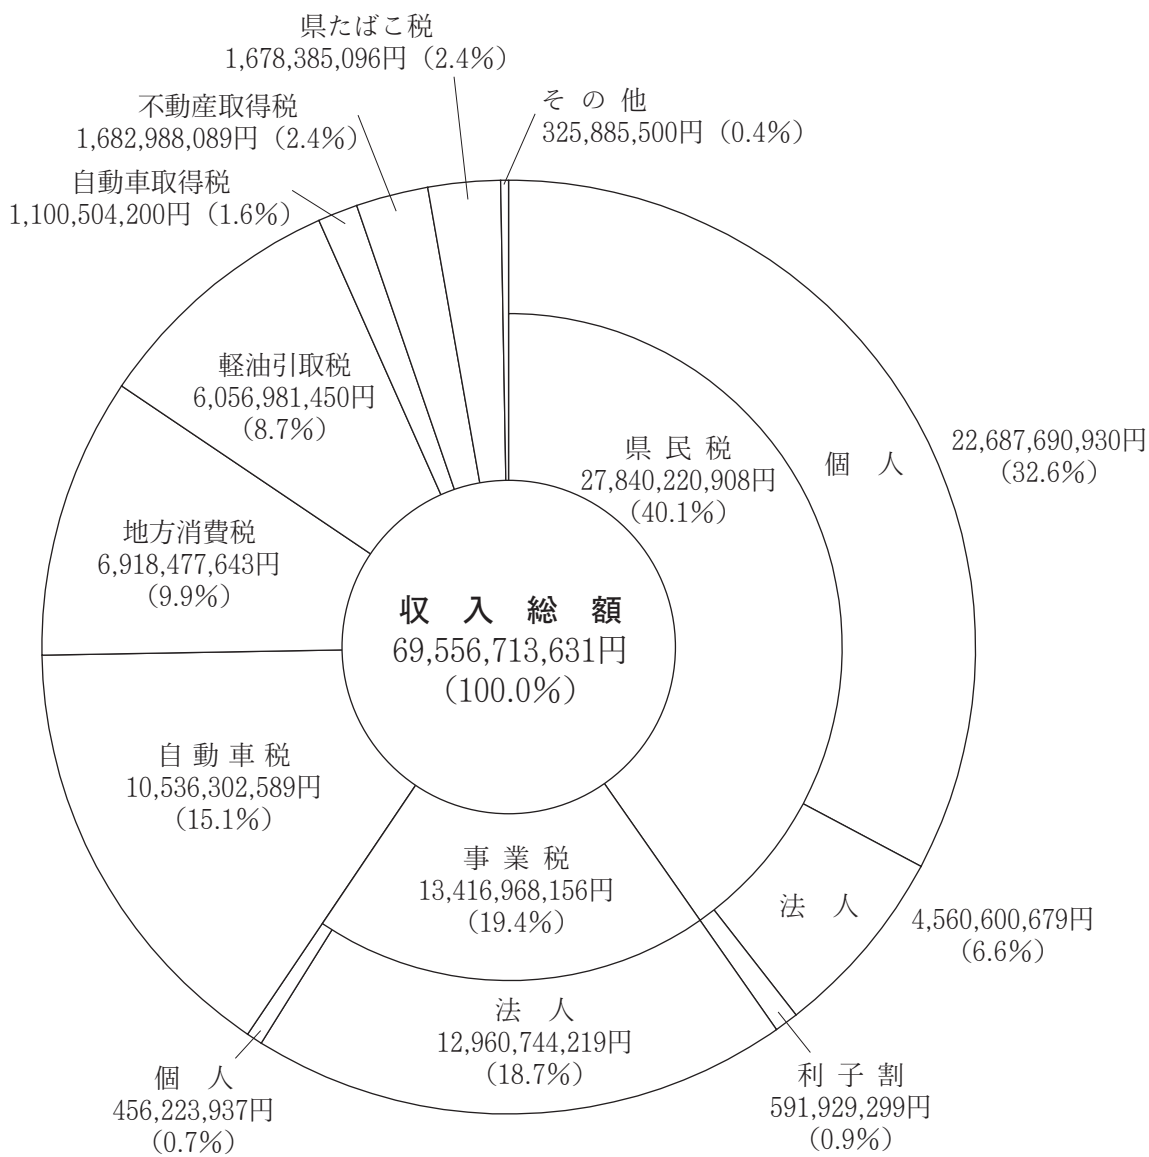 県たばこ税
1,678,385,096円（2.4％）
不動産取得税
1,682,988,089円（2.4％）
そ の 他
325,885,500円（0.4％）
自動車取得税
1,100,504,200円（1.6％）
軽油引取税
6,056,981,450円
（8.7％）
県 民 税
27,840,220,908円
（40.1％）
個　人
22,687,690,930円
（32.6％）
地方消費税
6,918,477,643円
（9.9％）
収　入　総　額
69,556,713,631円
（100.0％）
自 動 車 税
10,536,302,589円
（15.1％）
事 業 税
13,416,968,156円
（19.4％）
法　人
4,560,600,679円
（6.6％）
法　人
12,960,744,219円
（18.7％）
個　人
456,223,937円
（0.7％）
利 子 割
591,929,299円
（0.9％）